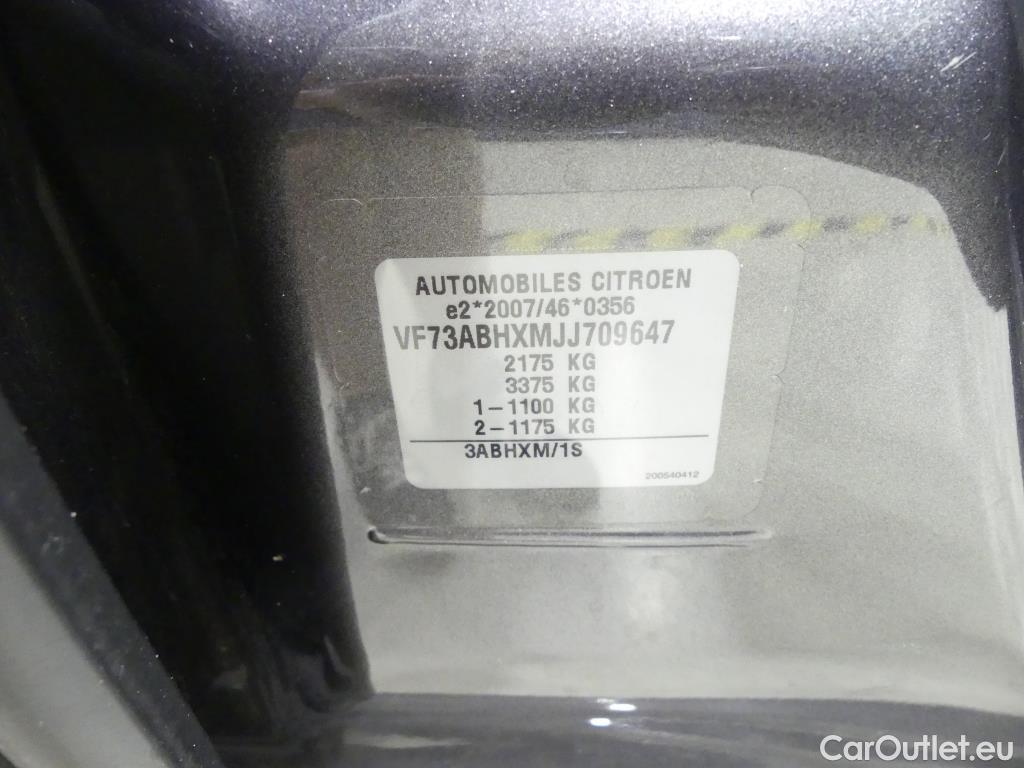 AUTOMOBILES CITROEN
e2*2007/46*0356
VF73ABHXMJJ709647
2175 KG
3375 KG
1-1100 KG
2-1175 KG
3ABHXM/1S
200540412
CarOutlet.eu